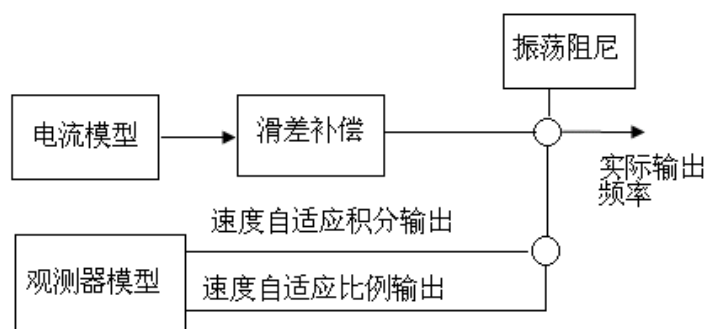 振荡阻尼
电流模型
滑差补偿
实际输出
频率
速度自适应积分输出
观测器模型
速度自适应比例输出